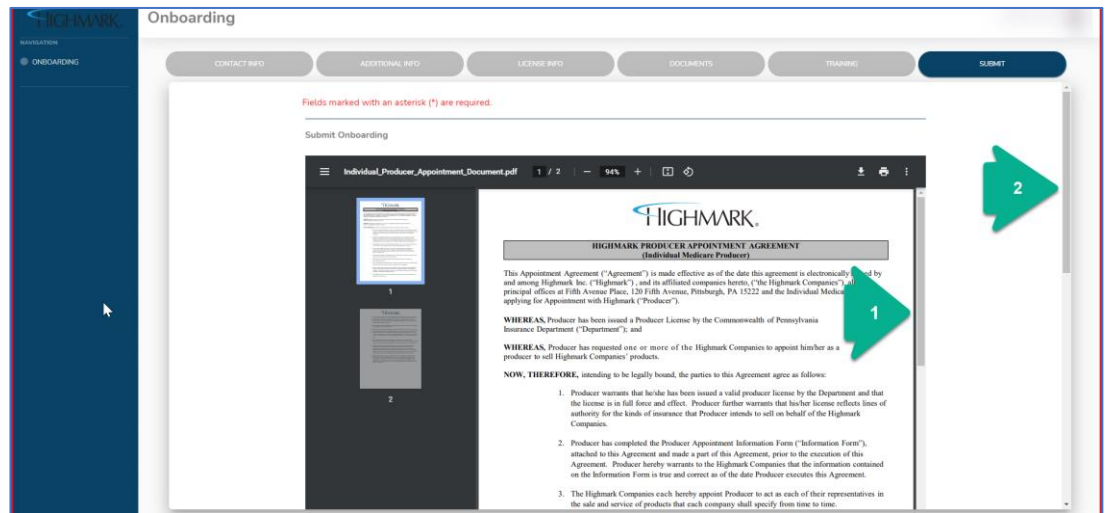 HIGHMARK.
Onboarding
NAVIGATION
ONBOARDING
CONTACT INFO
ADDITIONAL INFO
LICENSE INFO
DOCUMENTS
TRAINING
SUBMIT
Fields marked with an asterisk (*) are required.
Submit Onboarding
Individual_Producer_Appointment_Document.pdf 1 / 2 94%
1
2
HIGHMARK®
HIGHMARK PRODUCER APPOINTMENT AGREEMENT
(Individual Medicare Producer)
This Appointment Agreement ("Agreement") is made effective as of the date this agreement is electronically by
and among Highmark Inc. ("Highmark") , and its affiliated companies hereto, ("the Highmark Companies"),
principal offices at Fifth Avenue Place, 120 Fifth Avenue, Pittsburgh, PA 15222 and the Individual
applying for Appointment with Highmark ("Producer").
WHEREAS, Producer has been issued a Producer License by the Commonwealth of Pennsylvania
Insurance Department ("Department"); and
WHEREAS, Producer has requested one or more of the Highmark Companies to appoint him/her as a
producer to sell Highmark Companies' products.
NOW, THEREFORE, intending to be legally bound, the parties to this Agreement agree as follows:
1. Producer warrants that he/she has been issued a valid producer license by the Department and that
the license is in full force and effect. Producer further warrants that his/her license reflects lines of
authority for the kinds of insurance that Producer intends to sell on behalf of the Highmark
Companies.
2. Producer has completed the Producer Appointment Information Form ("Information Form"),
attached to this Agreement and made a part of this Agreement, prior to the execution of this
Agreement. Producer hereby warrants to the Highmark Companies that the information contained
on the Information Form is true and correct as of the date Producer executes this Agreement.
3. The Highmark Companies each hereby appoint Producer to act as each of their representatives in
the sale and service of products that each company shall specify from time to time.
1
2